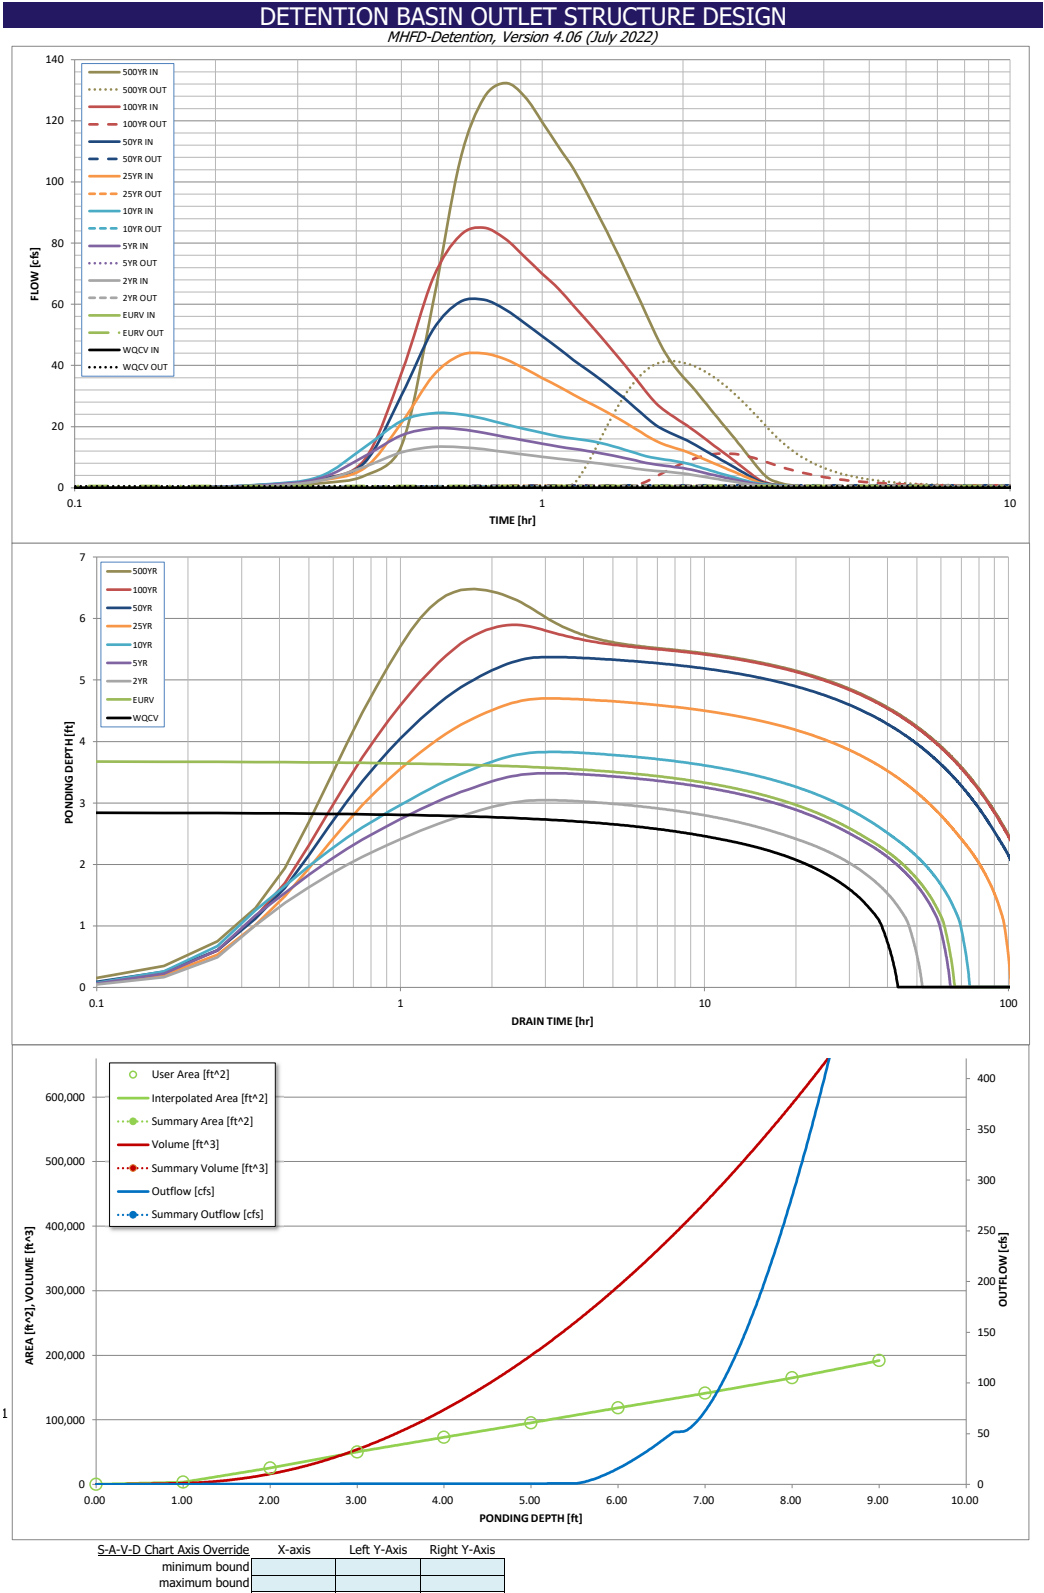 DETENTION BASIN OUTLET STRUCTURE DESIGN
MHFD-Detention, Version 4.06 (July 2022)
140
120
100
80
60
40
20
0
FLOW [cfs]
500YR IN
500YR OUT
100YR IN
100YR OUT
50YR IN
50YR OUT
25YR IN
25YR OUT
10YR IN
10YR OUT
5YR IN
5YR OUT
2YR IN
2YR OUT
EURV IN
EURV OUT
WQCV IN
WQCV OUT
0.1 1 10
TIME [hr]
7
6
5
4
3
2
1
0
PONDING DEPTH [ft]
500YR
100YR
50YR
25YR
10YR
5YR
2YR
EURV
WQCV
0.1 1 10 100
DRAIN TIME [hr]
User Area [ft^2]
Interpolated Area [ft^2]
Summary Area [ft^2]
Volume [ft^3]
Summary Volume [ft^3]
Outflow [cfs]
Summary Outflow [cfs]
600,000
500,000
400,000
300,000
200,000
100,000
0
AREA [ft^2], VOLUME [ft^3]
400
350
300
250
200
150
100
50
0
OUTFLOW [cfs]
0.00 1.00 2.00 3.00 4.00 5.00 6.00 7.00 8.00 9.00 10.00
PONDING DEPTH [ft]
1
S-A-V-D Chart Axis Override X-axis Left Y-Axis Right Y-Axis
minimum bound
maximum bound